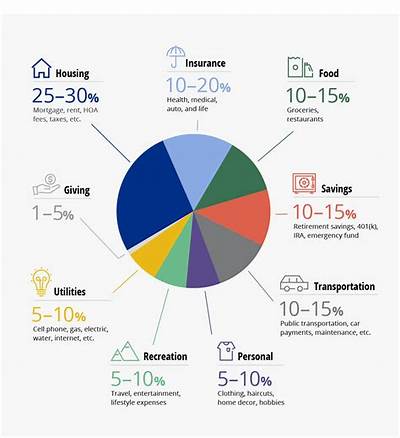 Housing
25–30%
Mortgage, rent, HOA
fees, taxes, etc.
Insurance
10–20%
Health, medical,
auto, and life
Food
10–15%
Groceries,
restaurants
Giving
1–5%
Savings
10–15%
Retirement savings, 401(k),
IRA, emergency fund
Utilities
5–10%
Cell phone, gas, electric,
water, internet, etc.
Transportation
10–15%
Public transportation, car
payments, maintenance, etc.
Recreation
5–10%
Travel, entertainment,
lifestyle expenses
Personal
5–10%
Clothing, haircuts,
home decor, hobbies